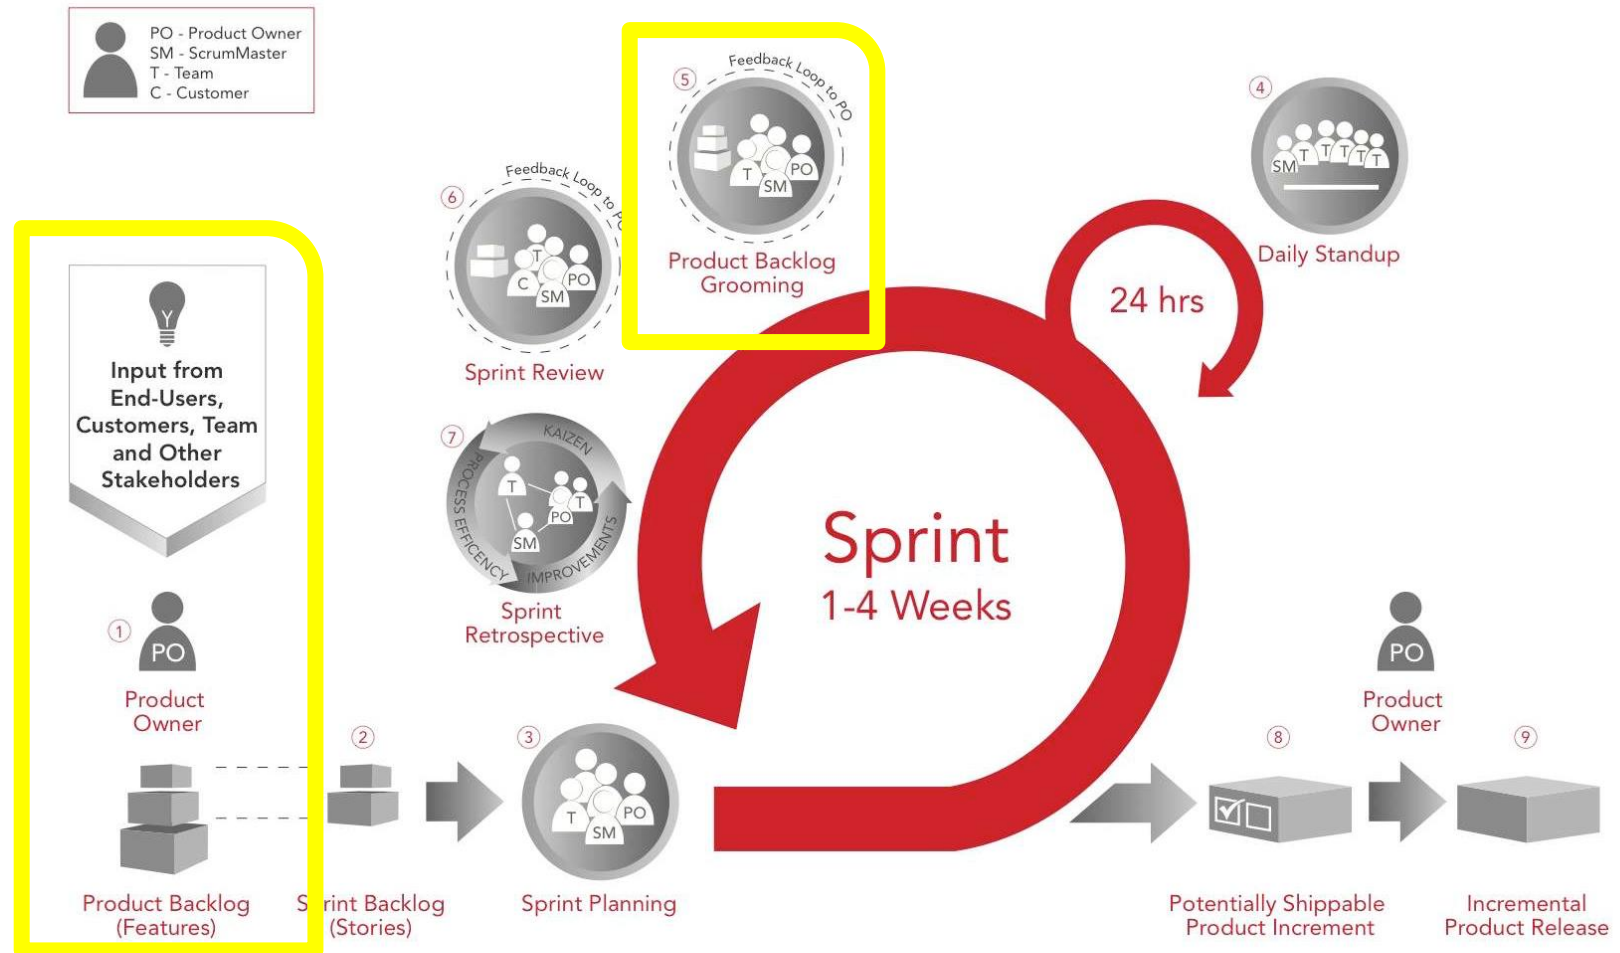 PO - Product Owner
SM - ScrumMaster
T - Team
C - Customer
5
Feedback Loop to PO
T
SM
PO
Product Backlog
Grooming
4
SM
T
T
T
T
T
Daily Standup
6
Feedback Loop to PO
T
C
SM
PO
Sprint Review
24 hrs
Y
Input from
End-Users,
Customers, Team
and Other
Stakeholders
7
KAIZEN
PROCESS EFFICENCY
IMPROVEMENTS
T
PO
T
SM
Sprint
Retrospective
Sprint
1-4 Weeks
1
PO
Product
Owner
PO
Product
Owner
2
3
T
SM
PO
8
9
Product Backlog
(Features)
Sprint Backlog
(Stories)
Sprint Planning
Potentially Shippable
Product Increment
Incremental
Product Release